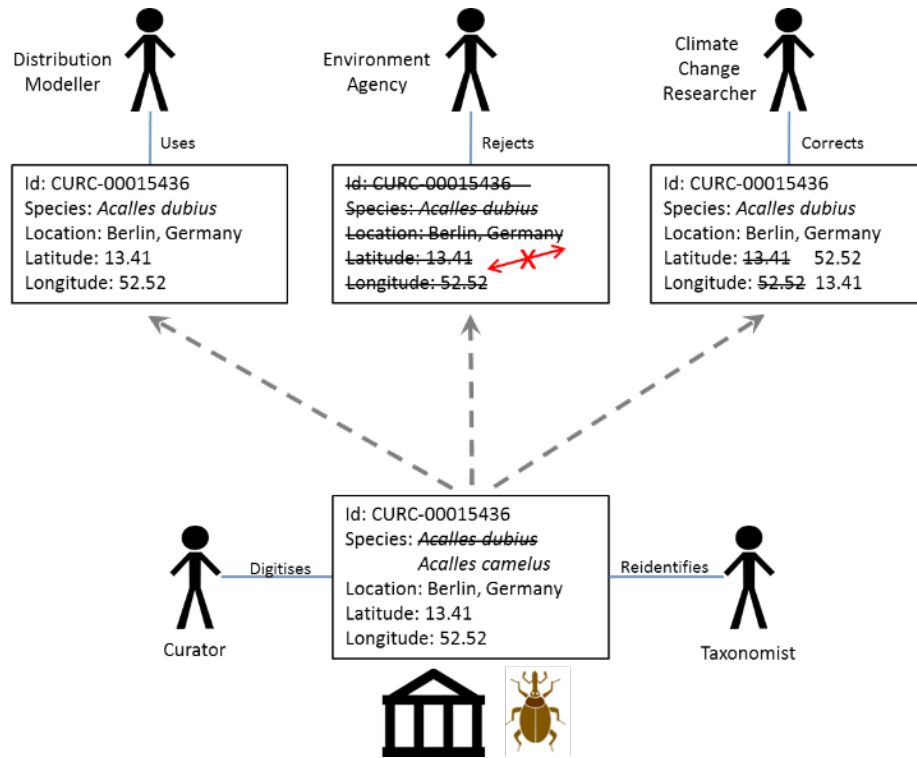 Distribution
Modeller
Environment
Agency
Climate
Change
Researcher
Uses
Rejects
Corrects
Id: CURC-00015436
Species: Acalles dubius
Location: Berlin, Germany
Latitude: 13.41
Longitude: 52.52
Id: CURC-00015436
Species: Acalles dubius
Location: Berlin, Germany
Latitude: 13.41
Longitude: 52.52
Id: CURC-00015436
Species: Acalles dubius
Location: Berlin, Germany
Latitude: 13.41 52.52
Longitude: 52.52 13.41
Id: CURC-00015436
Species: Acalles dubius
Acalles camelus
Location: Berlin, Germany
Latitude: 13.41
Longitude: 52.52
Digitises
Reidentifies
Curator
Taxonomist